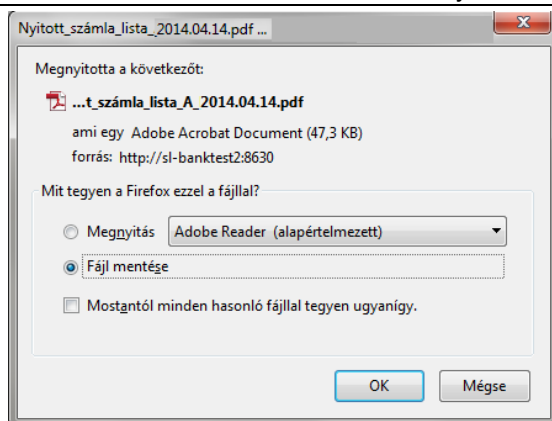 Nyitott_számla_lista_2014.04.14.pdf ...
Megnyitotta a következőt:
...t_számla_lista_A_2014.04.14.pdf
ami egy Adobe Acrobat Document (47,3 KB)
forrás: http://sl-banktest2:8630
Mit tegyen a Firefox ezzel a fájllal?
Megnyitás Adobe Reader (alapértelmezett)
Fájl mentése
Mostantól minden hasonló fájllal tegyen ugyanígy.
OK Mégse